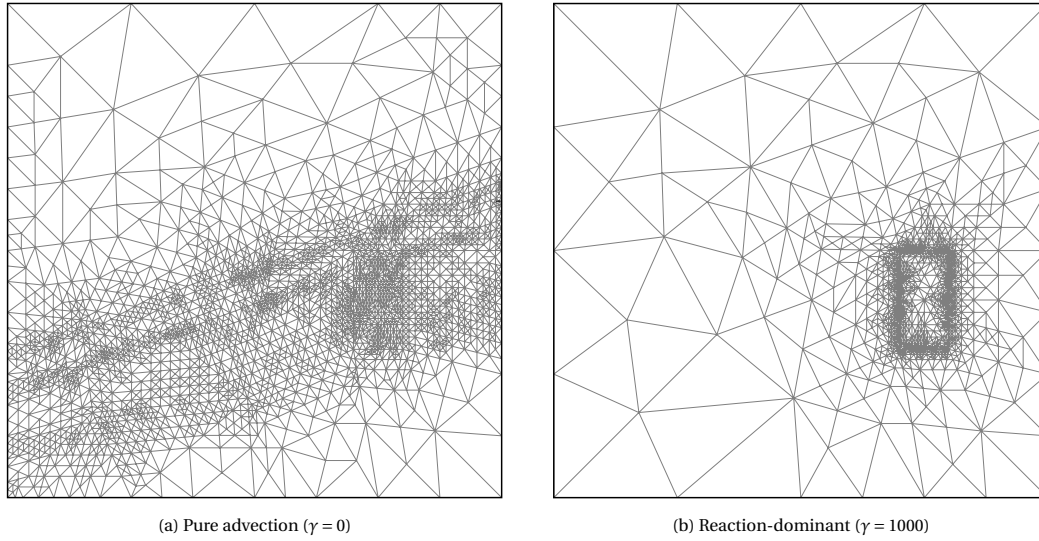 (a) Pure advection (γ = 0)
(b) Reaction-dominant (γ = 1000)